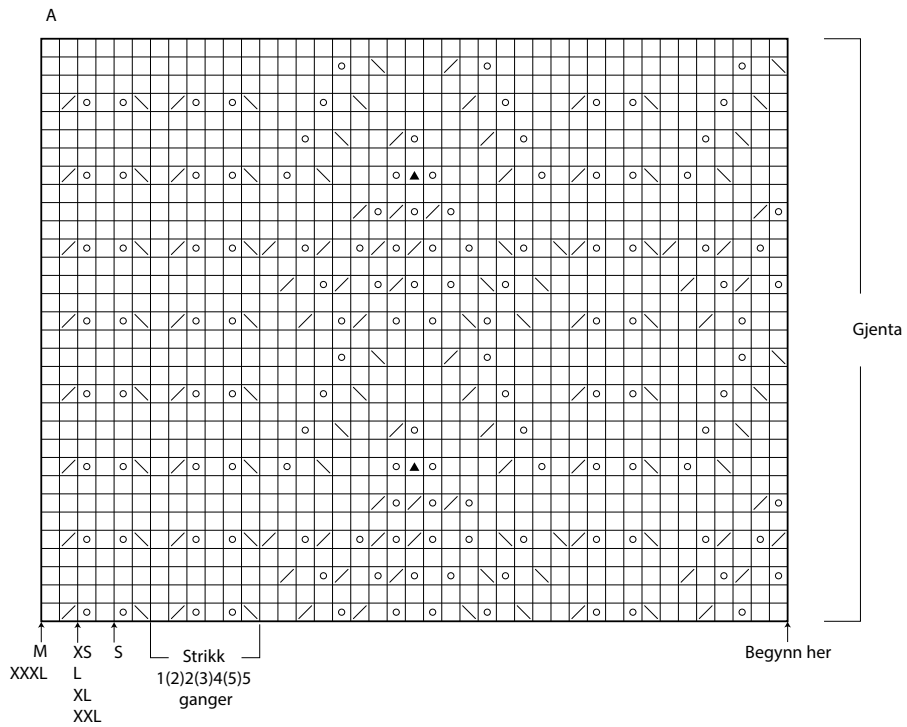 A
Gjenta
M XS S Strikk Begynn her
XXXL L 1(2)2(3)4(5)5
XL ganger
XXL